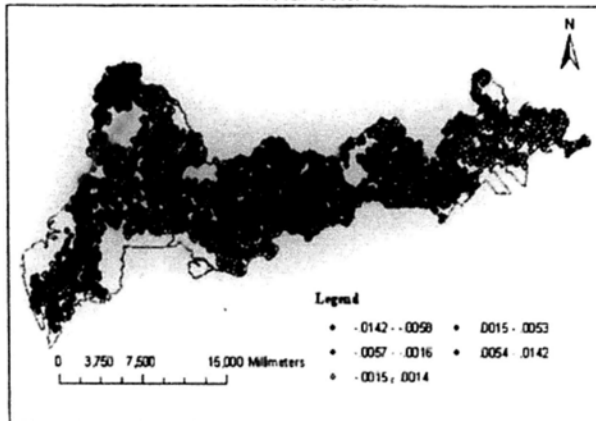 N
Legend
-.0142 - -.0058
.0015 - .0053
-.0057 - -.0016
.0054 - .0142
-.0015 - .0014
0 3,750 7,500 15,000 Millimeters